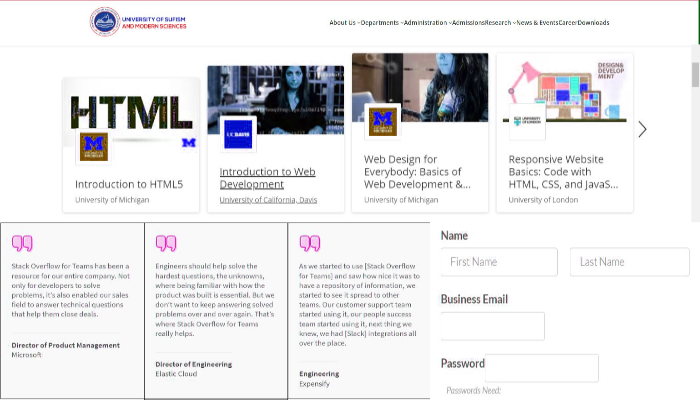 UNIVERSITY OF SUFISM
AND MODERN SCIENCES
About Us Departments Administration Admissions Research News & Events Career Downloads
HTML
Introduction to HTML5
University of Michigan
UC DAVIS
Introduction to Web
Development
University of California, Davis
Web Design for
Everybody: Basics of
Web Development &...
University of Michigan
DESIGN&
DEVELOP
MENT
Responsive Website
Basics: Code with
HTML, CSS, and JavaS...
University of London
Stack Overflow for Teams has been a
resource for our entire company. Not
only for developers to solve
problems, it's also enabled our sales
field to answer technical questions
that help them close deals.
Director of Product Management
Microsoft
Engineers should help solve the
hardest questions, the unknowns,
where being familiar with how the
product was built is essential. But we
don't want to keep answering solved
problems over and over again. That's
where Stack Overflow for Teams
really helps.
Director of Engineering
Elastic Cloud
As we started to use [Stack Overflow
for Teams] and saw how nice it was to
have a repository of information, we
started to see it spread to other
teams. Our customer support team
started using it, our people success
team started using it, next thing we
know, we had [Slack] integrations all
over the place.
Engineering
Expensify
Name
First Name
Last Name
Business Email
Password
Passwords Need: